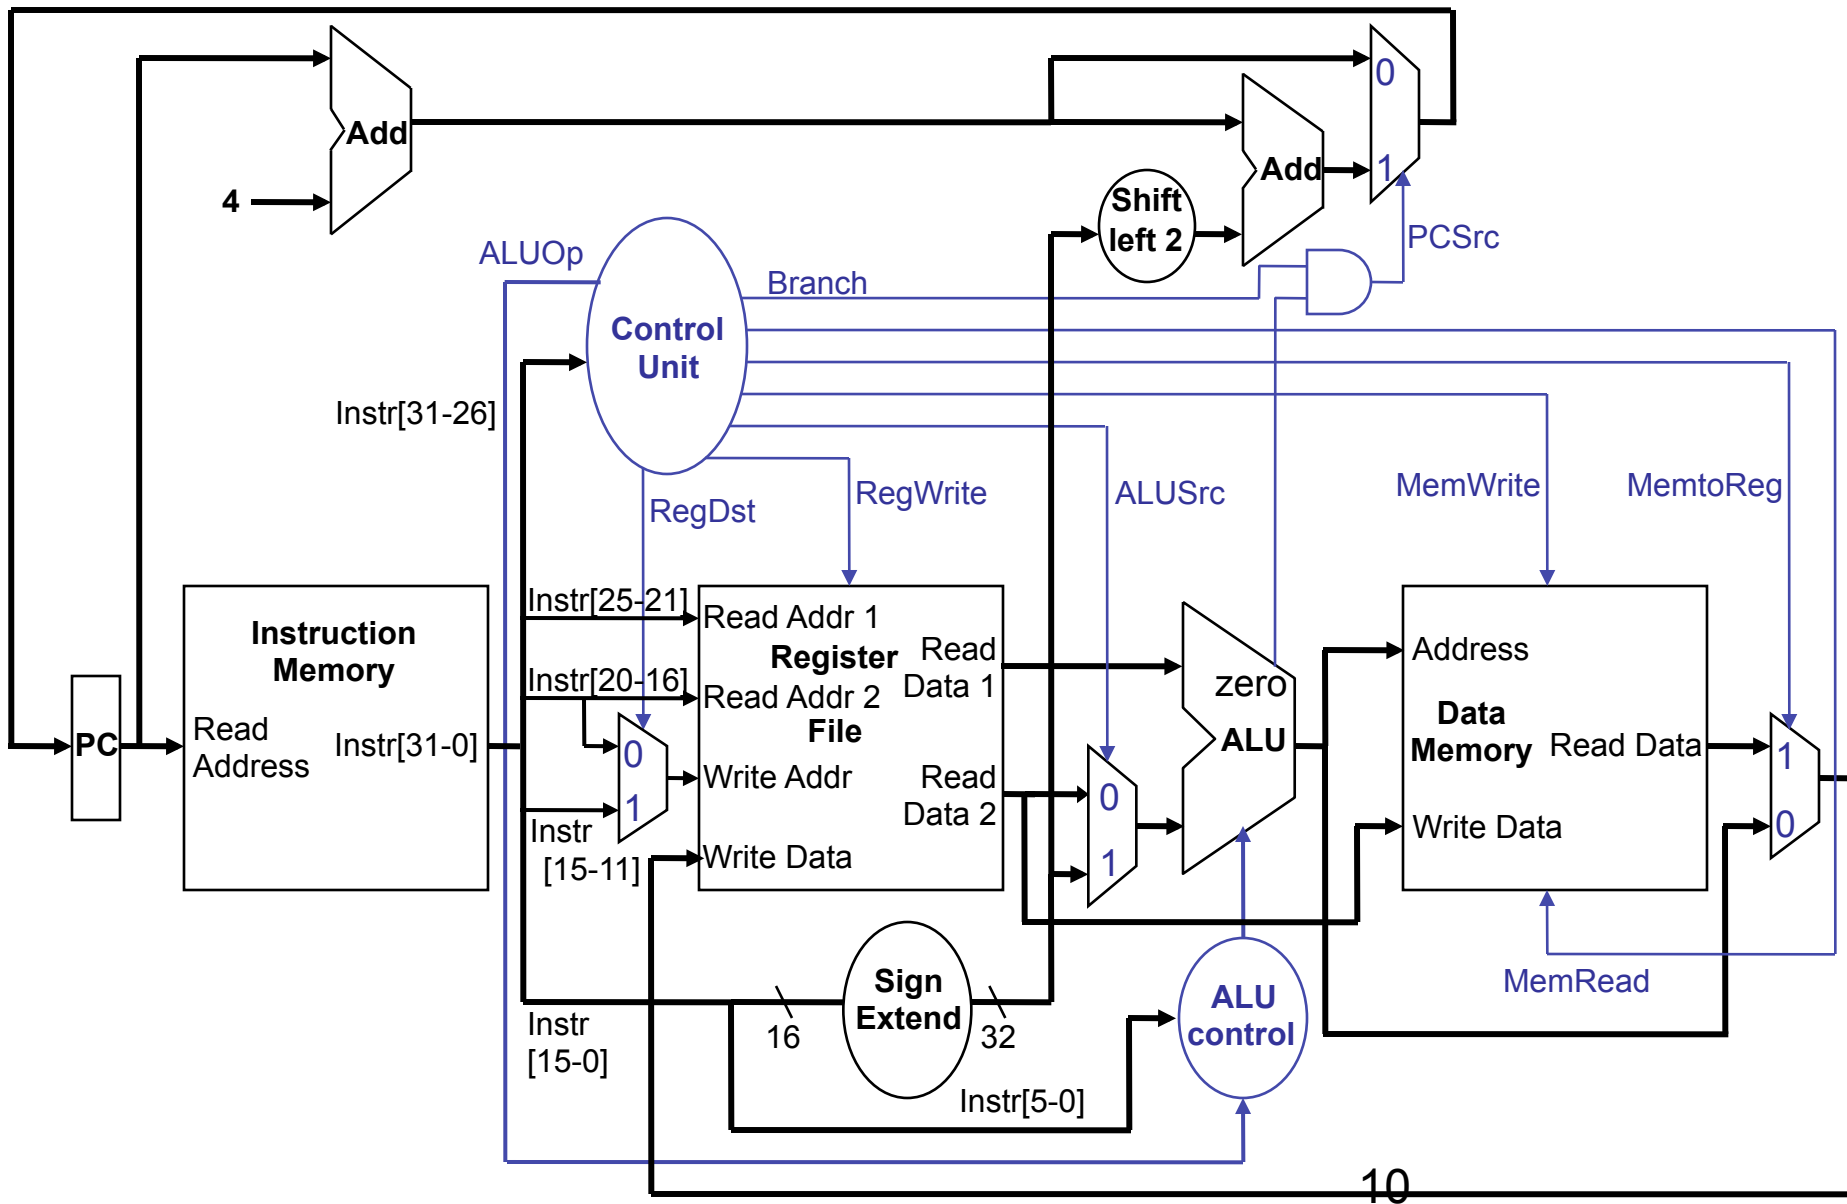 0
Add
Add
1
4
Shift
left 2
PCSrc
ALUOp
Branch
Control
Unit
Instr[31-26]
RegDst
RegWrite
ALUSrc
MemWrite
MemtoReg
Instruction
Memory
Read
Address
Instr[31-0]
PC
Instr[25-21]
Instr[20-16]
0
1
Instr
[15-11]
Read Addr 1
Register
Read Addr 2
File
Write Addr
Write Data
Read
Data 1
Read
Data 2
0
1
zero
ALU
Address
Data
Memory
Read Data
Write Data
1
0
MemRead
Sign
Extend
16
32
Instr
[15-0]
ALU
control
Instr[5-0]
10